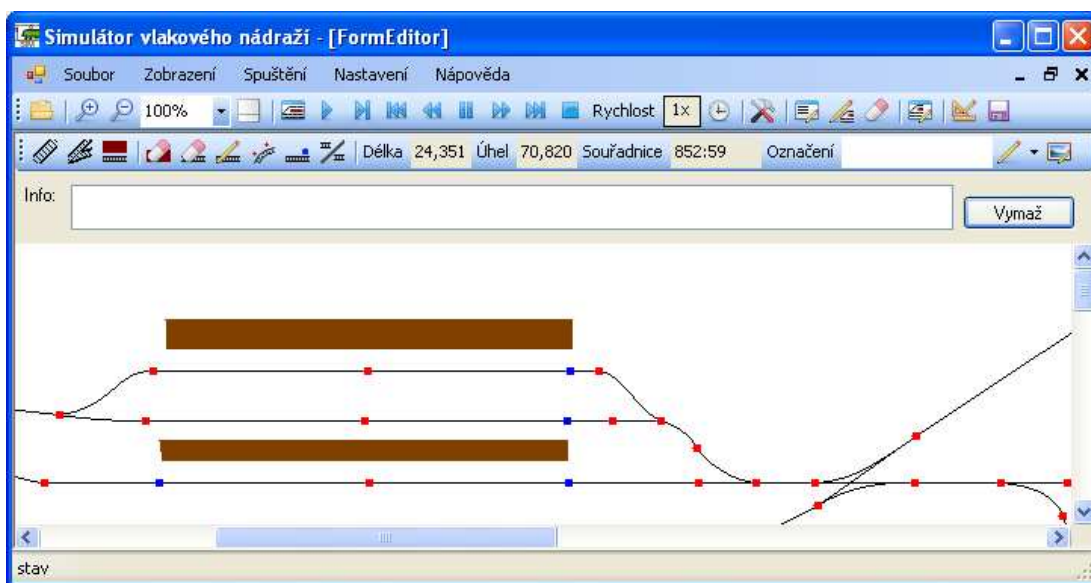 Simulátor vlakového nádraží - [FormEditor]
Soubor Zobrazení Spuštění Nastavení Nápověda
100% Rychlost 1x
Délka 24,351 Úhel 70,820 Souřadnice 852:59 Označení
Info: Vymaž
stav